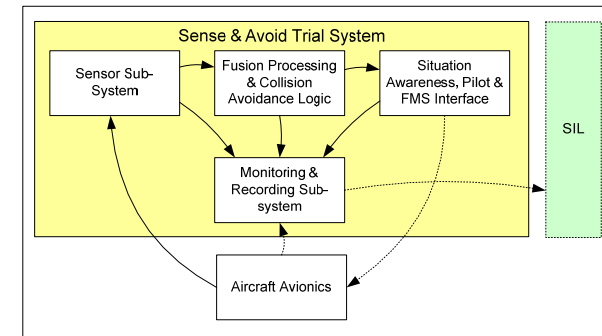 Sense & Avoid Trial System
Sensor Sub-
System
Fusion Processing
& Collision
Avoidance Logic
Situation
Awareness, Pilot &
FMS Interface
SIL
Monitoring &
Recording Sub-
system
Aircraft Avionics